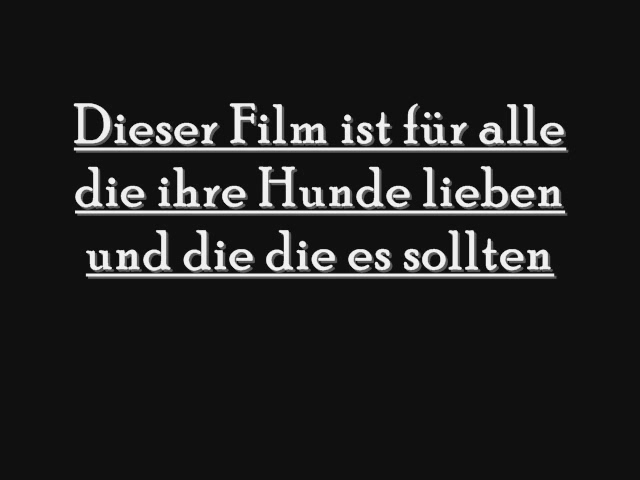 Dieser Film ist für alle
die ihre Hunde lieben
und die die es sollten